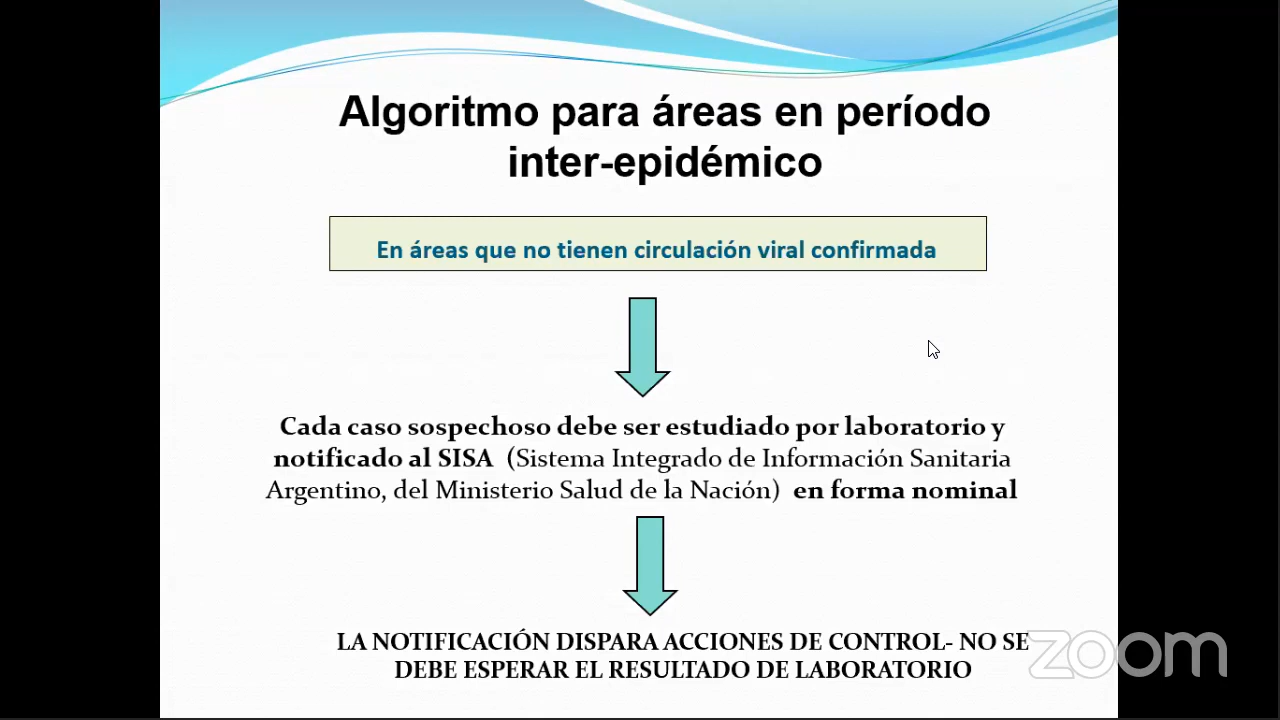 Algoritmo para áreas en período
inter-epidémico
En áreas que no tienen circulación viral confirmada
Cada caso sospechoso debe ser estudiado por laboratorio y
notificado al SISA (Sistema Integrado de Información Sanitaria
Argentino, del Ministerio Salud de la Nación) en forma nominal
LA NOTIFICACIÓN DISPARA ACCIONES DE CONTROL- NO SE
DEBE ESPERAR EL RESULTADO DE LABORATORIO
zoom